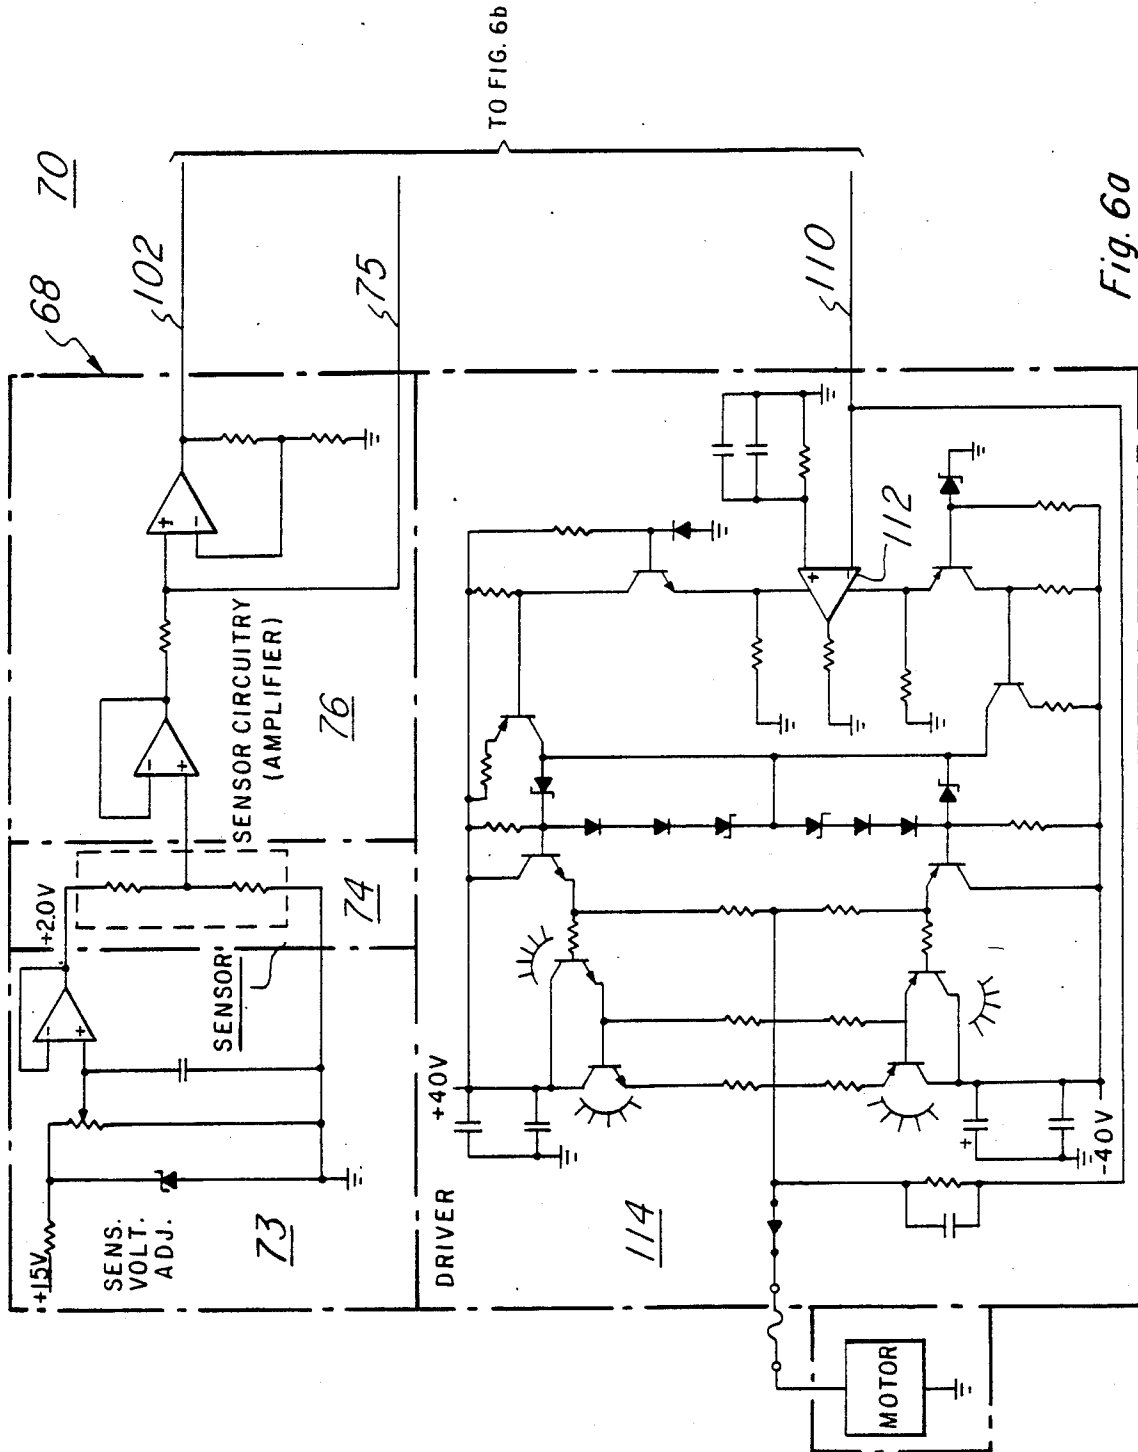 +15V
SENS.
VOLT.
ADJ.
73
+2.0V
SENSOR
74
SENSOR CIRCUITRY
(AMPLIFIER)
76
68
70
102
75
TO FIG. 6b
110
DRIVER
114
+40V
-40V
112
MOTOR
Fig. 6a